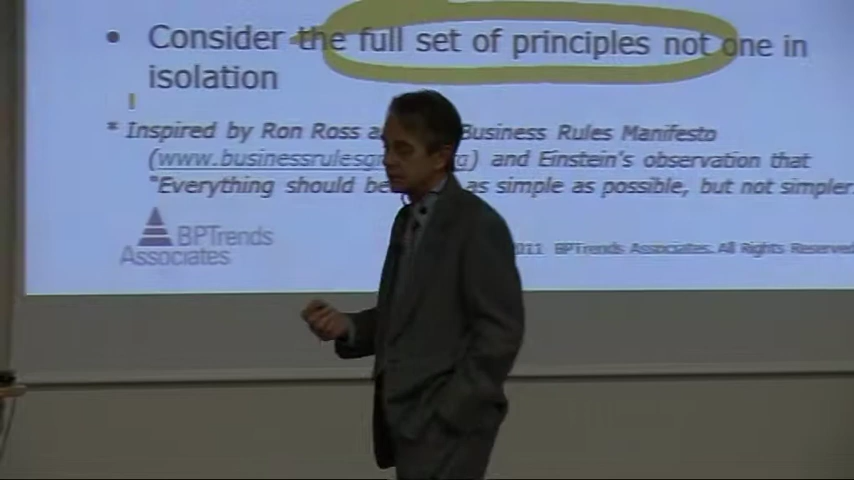 • Consider the full set of principles not one in
isolation
* Inspired by Ron Ross a Business Rules Manifesto
(www.businessrulesg g) and Einstein's observation that
"Everything should be as simple as possible, but not simpler
BPTrends
Associates
011 BPTrends Associates. All Rights Reserved